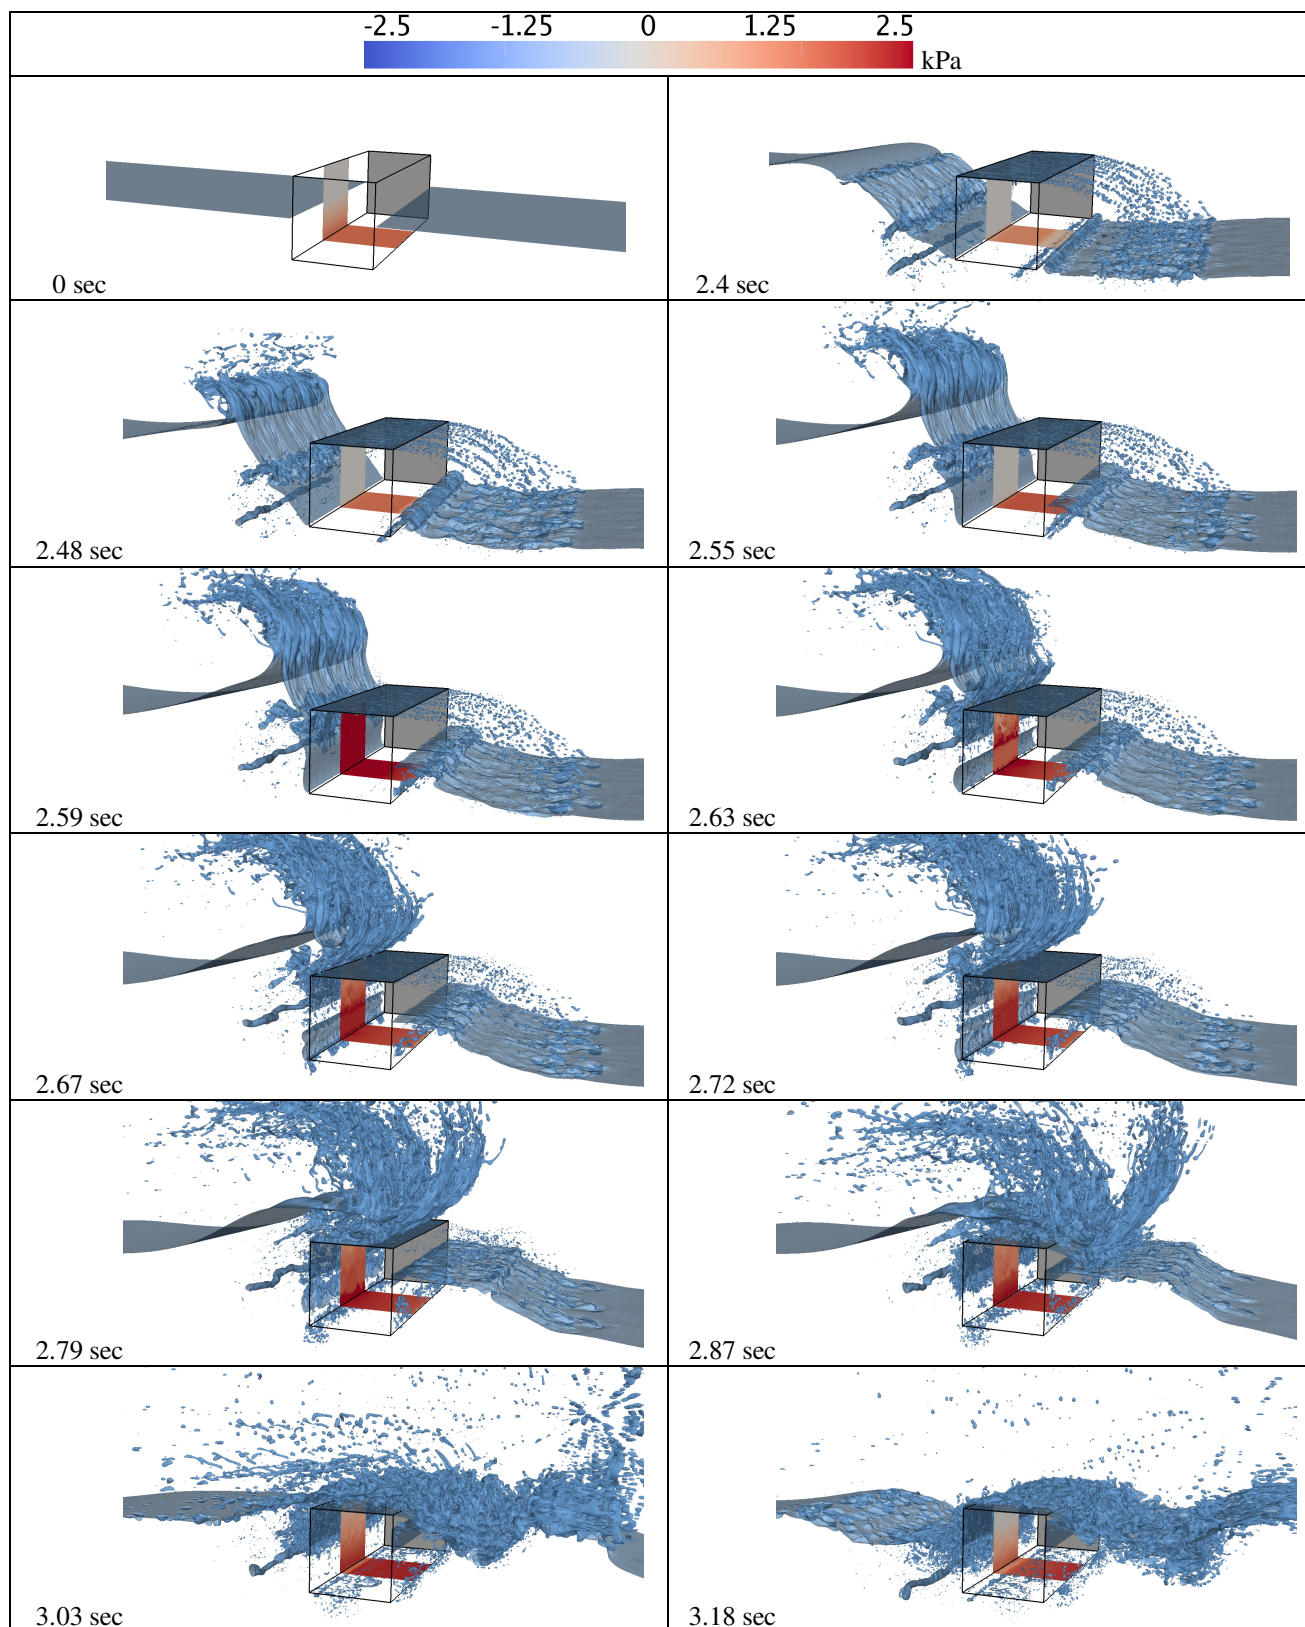 -2.5 -1.25 0 1.25 2.5
kPa
0 sec
2.4 sec
2.48 sec
2.55 sec
2.59 sec
2.63 sec
2.67 sec
2.72 sec
2.79 sec
2.87 sec
3.03 sec
3.18 sec